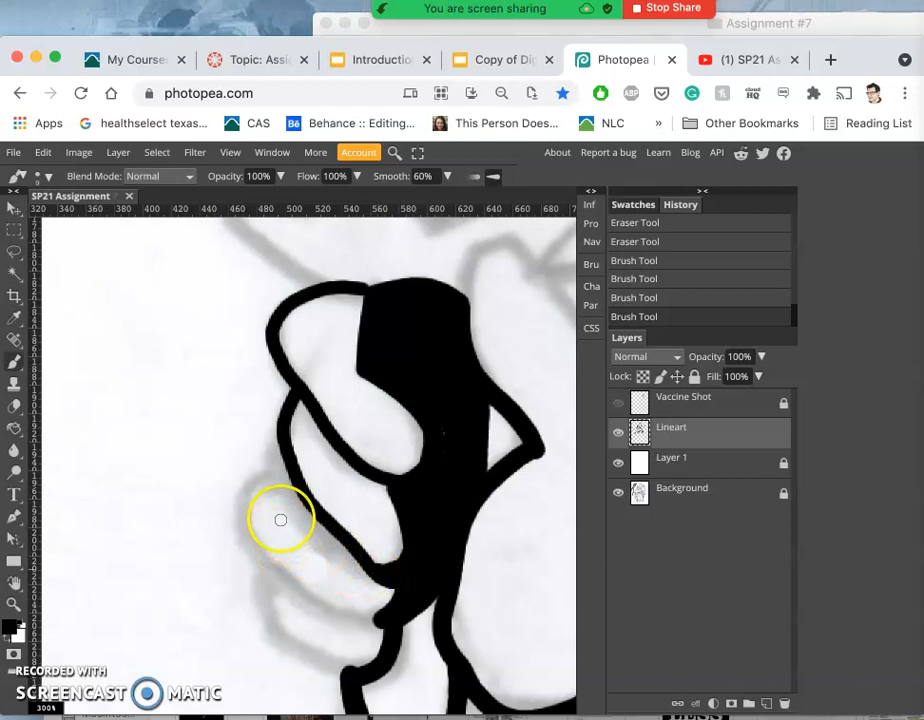 You are screen sharing
Stop Share
Assignment #7
My Course
Topic: Assi
Introductio
Copy of Dig
Photopea |
(1) SP21 As
photopea.com
Apps
healthselect texas...
CAS
Behance :: Editing...
This Person Does...
NLC
»
Other Bookmarks
Reading List
File Edit Image Layer Select Filter View Window More Account
About Report a bug Learn Blog API
9 Blend Mode: Normal Opacity: 100% Flow: 100% Smooth: 60%
SP21 Assignment
320 340 360 380 400 420 440 460 480 500 520 540 560 580 600 620 640 660 680
Inf
Pro
Nav
Bru
Cha
Par
CSS
Swatches History
Eraser Tool
Eraser Tool
Brush Tool
Brush Tool
Brush Tool
Brush Tool
Layers
Normal Opacity: 100%
Lock: Fill: 100%
Vaccine Shot
Lineart
Layer 1
Background
RECORDED WITH
SCREENCAST MATIC
300%